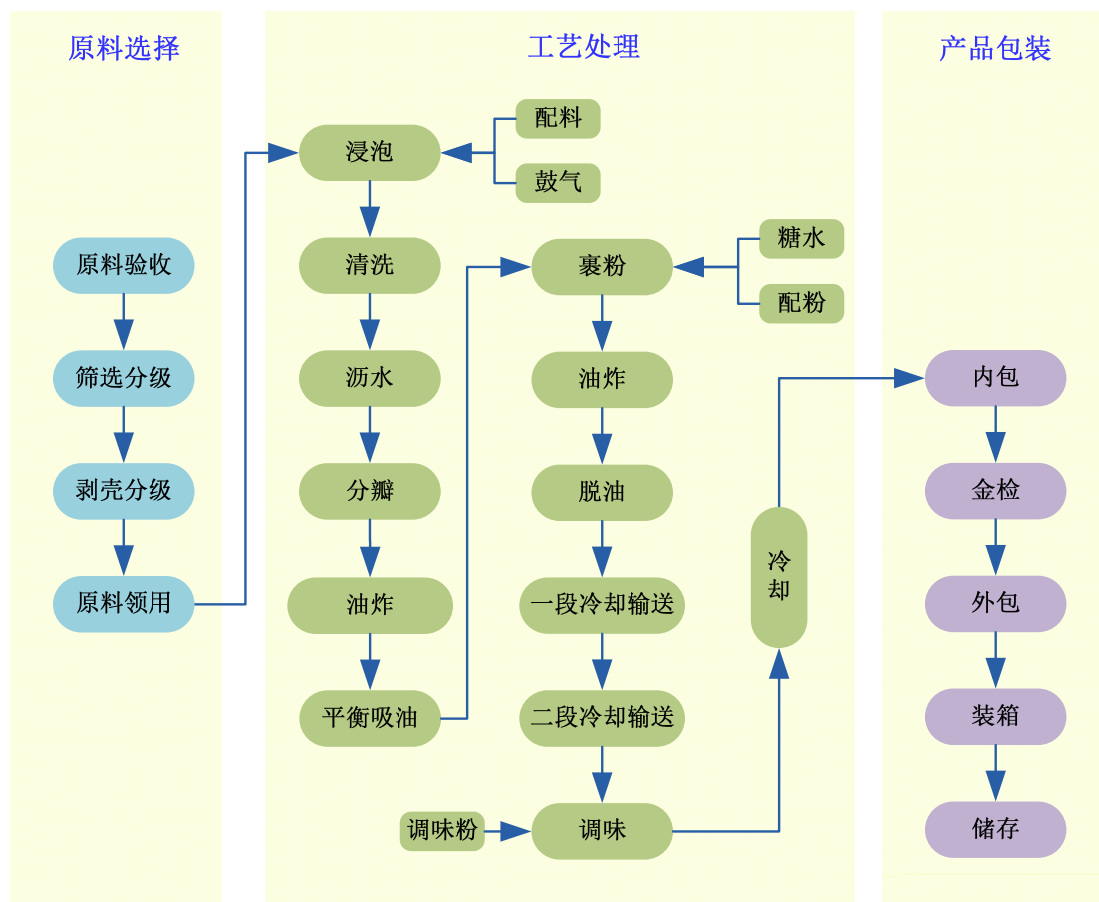 原料选择
原料验收
筛选分级
剥壳分级
原料领用
工艺处理
浸泡
配料
鼓气
清洗
沥水
分瓣
油炸
平衡吸油
裹粉
糖水
配粉
油炸
脱油
一段冷却输送
二段冷却输送
调味粉
调味
冷
却
产品包装
内包
金检
外包
装箱
储存